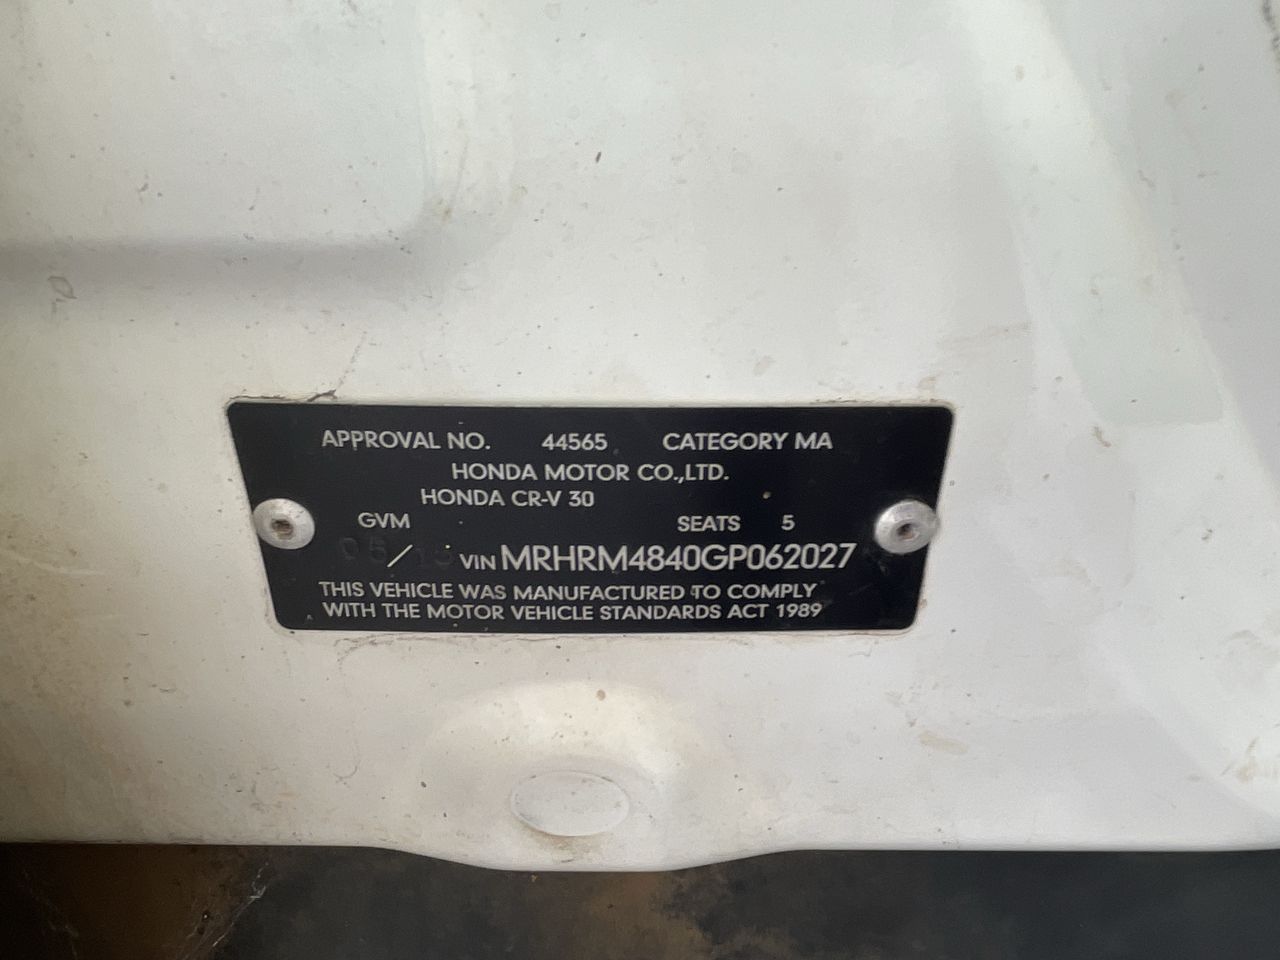 APPROVAL NO. 44565 CATEGORY MA
HONDA MOTOR CO.,LTD.
HONDA CR-V 30
GVM SEATS 5
/ VIN MRHRM4840GP062027
THIS VEHICLE WAS MANUFACTURED TO COMPLY
WITH THE MOTOR VEHICLE STANDARDS ACT 1989